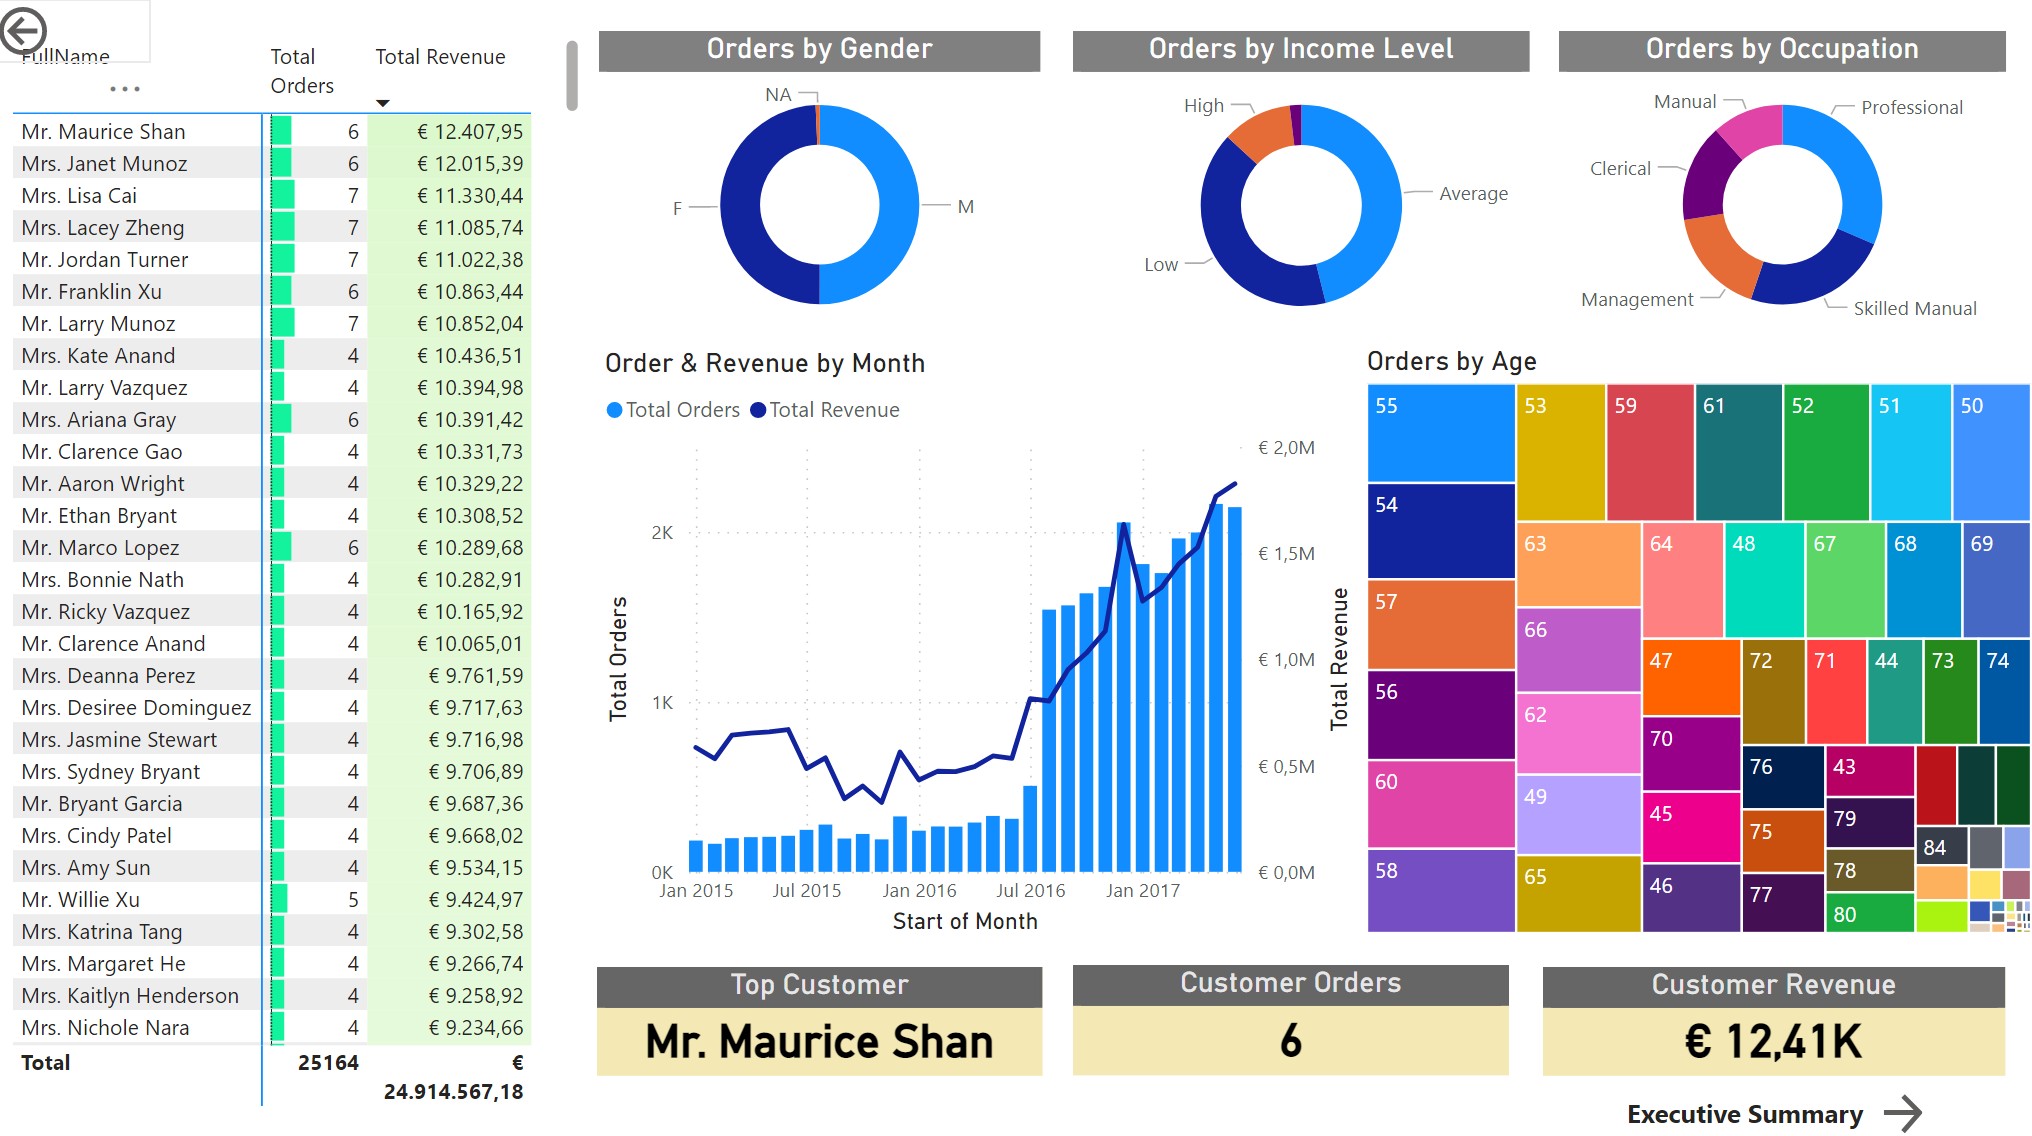 FullName
Total
Orders
Total Revenue
Mr. Maurice Shan 6 € 12.407,95
Mrs. Janet Munoz 6 € 12.015,39
Mrs. Lisa Cai 7 € 11.330,44
Mrs. Lacey Zheng 7 € 11.085,74
Mr. Jordan Turner 7 € 11.022,38
Mr. Franklin Xu 6 € 10.863,44
Mr. Larry Munoz 7 € 10.852,04
Mrs. Kate Anand 4 € 10.436,51
Mr. Larry Vazquez 4 € 10.394,98
Mrs. Ariana Gray 6 € 10.391,42
Mr. Clarence Gao 4 € 10.331,73
Mr. Aaron Wright 4 € 10.329,22
Mr. Ethan Bryant 4 € 10.308,52
Mr. Marco Lopez 6 € 10.289,68
Mrs. Bonnie Nath 4 € 10.282,91
Mr. Ricky Vazquez 4 € 10.165,92
Mr. Clarence Anand 4 € 10.065,01
Mrs. Deanna Perez 4 € 9.761,59
Mrs. Desiree Dominguez 4 € 9.717,63
Mrs. Jasmine Stewart 4 € 9.716,98
Mrs. Sydney Bryant 4 € 9.706,89
Mr. Bryant Garcia 4 € 9.687,36
Mrs. Cindy Patel 4 € 9.668,02
Mrs. Amy Sun 4 € 9.534,15
Mr. Willie Xu 5 € 9.424,97
Mrs. Katrina Tang 4 € 9.302,58
Mrs. Margaret He 4 € 9.266,74
Mrs. Kaitlyn Henderson 4 € 9.258,92
Mrs. Nichole Nara 4 € 9.234,66
Total 25164 €
24.914.567,18
Orders by Gender
NA
F
M
Orders by Income Level
High
Average
Low
Orders by Occupation
Manual
Professional
Clerical
Management
Skilled Manual
Order & Revenue by Month
Total Orders Total Revenue
€ 2,0M
2K
€ 1,5M
€ 1,0M
1K
€ 0,5M
0K
€ 0,0M
Total Orders
Total Revenue
Jan 2015 Jul 2015 Jan 2016 Jul 2016 Jan 2017
Start of Month
Orders by Age
55 53 59 61 52 51 50
54
63 64 48 67 68 69
57
66
47 72 71 44 73 74
56
62
70
76 43
60
49
45
79
75
84
58
65
46
78
77
80
Top Customer
Mr. Maurice Shan
Customer Orders
6
Customer Revenue
€ 12,41K
Executive Summary